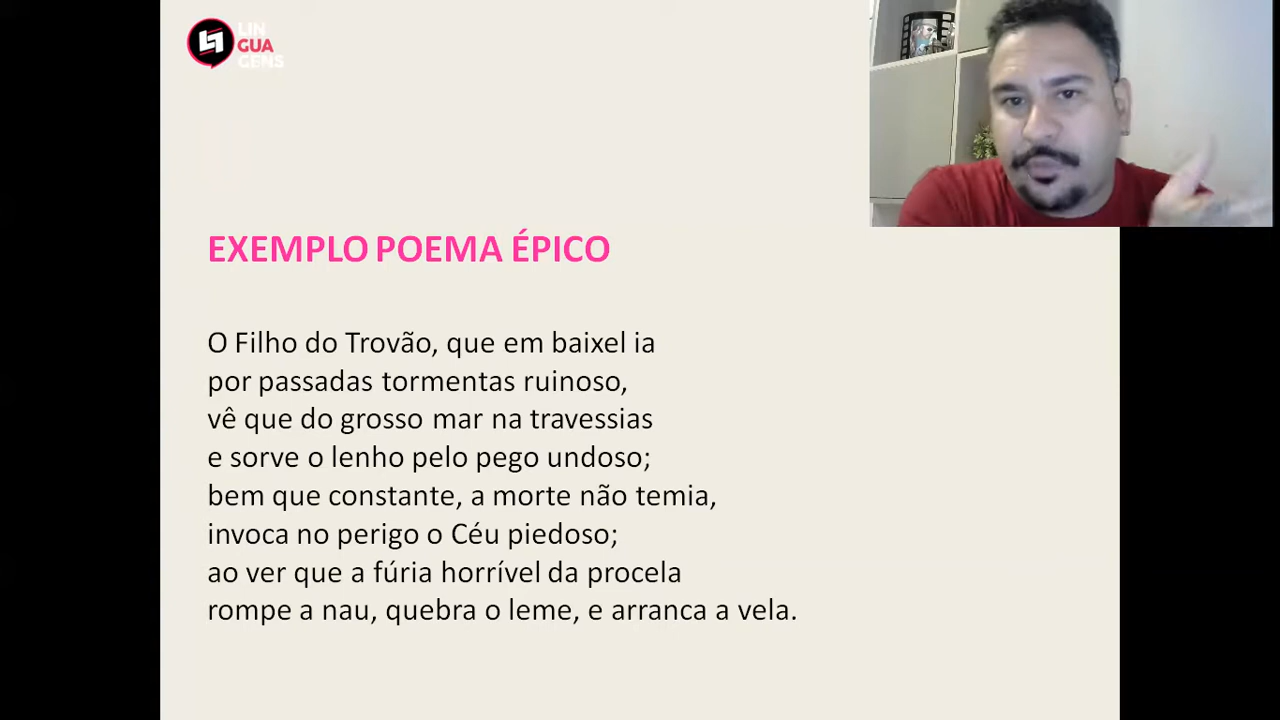 LIN
GUA
GENS
EXEMPLO POEMA ÉPICO
O Filho do Trovão, que em baixel ia
por passadas tormentas ruinoso,
vê que do grosso mar na travessias
e sorve o lenho pelo pego undoso;
bem que constante, a morte não temia,
invoca no perigo o Céu piedoso;
ao ver que a fúria horrível da procela
rompe a nau, quebra o leme, e arranca a vela.